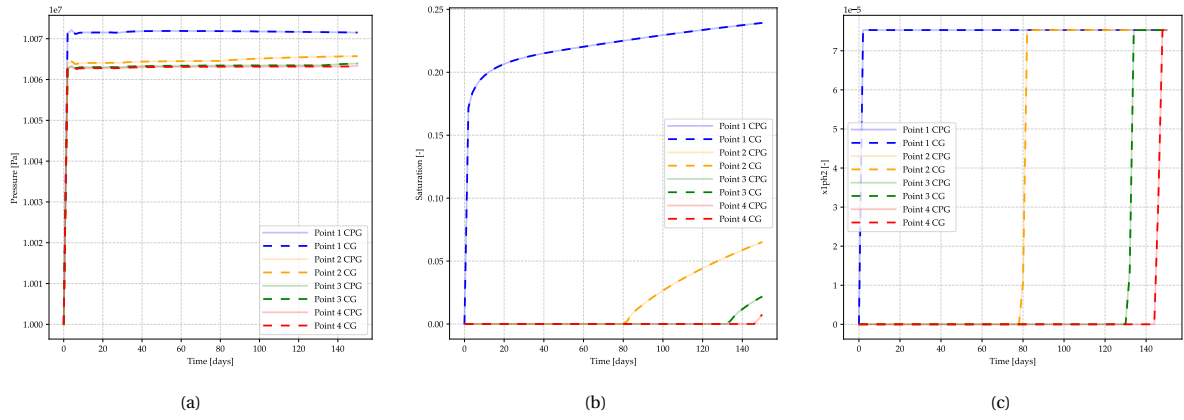 1e7
1.007
1.006
1.005
1.004
1.003
1.002
1.001
1.000
Pressure [Pa]
0
20
40
60
80
100
120
140
Time [days]
Point 1 CPG
Point 1 CG
Point 2 CPG
Point 2 CG
Point 3 CPG
Point 3 CG
Point 4 CPG
Point 4 CG
(a)
0.25
0.20
0.15
0.10
0.05
0.00
Saturation [-]
0
20
40
60
80
100
120
140
Time [days]
Point 1 CPG
Point 1 CG
Point 2 CPG
Point 2 CG
Point 3 CPG
Point 3 CG
Point 4 CPG
Point 4 CG
(b)
1e−5
7
6
5
4
3
2
1
0
x1ph2 [-]
0
20
40
60
80
100
120
140
Time [days]
Point 1 CPG
Point 1 CG
Point 2 CPG
Point 2 CG
Point 3 CPG
Point 3 CG
Point 4 CPG
Point 4 CG
(c)